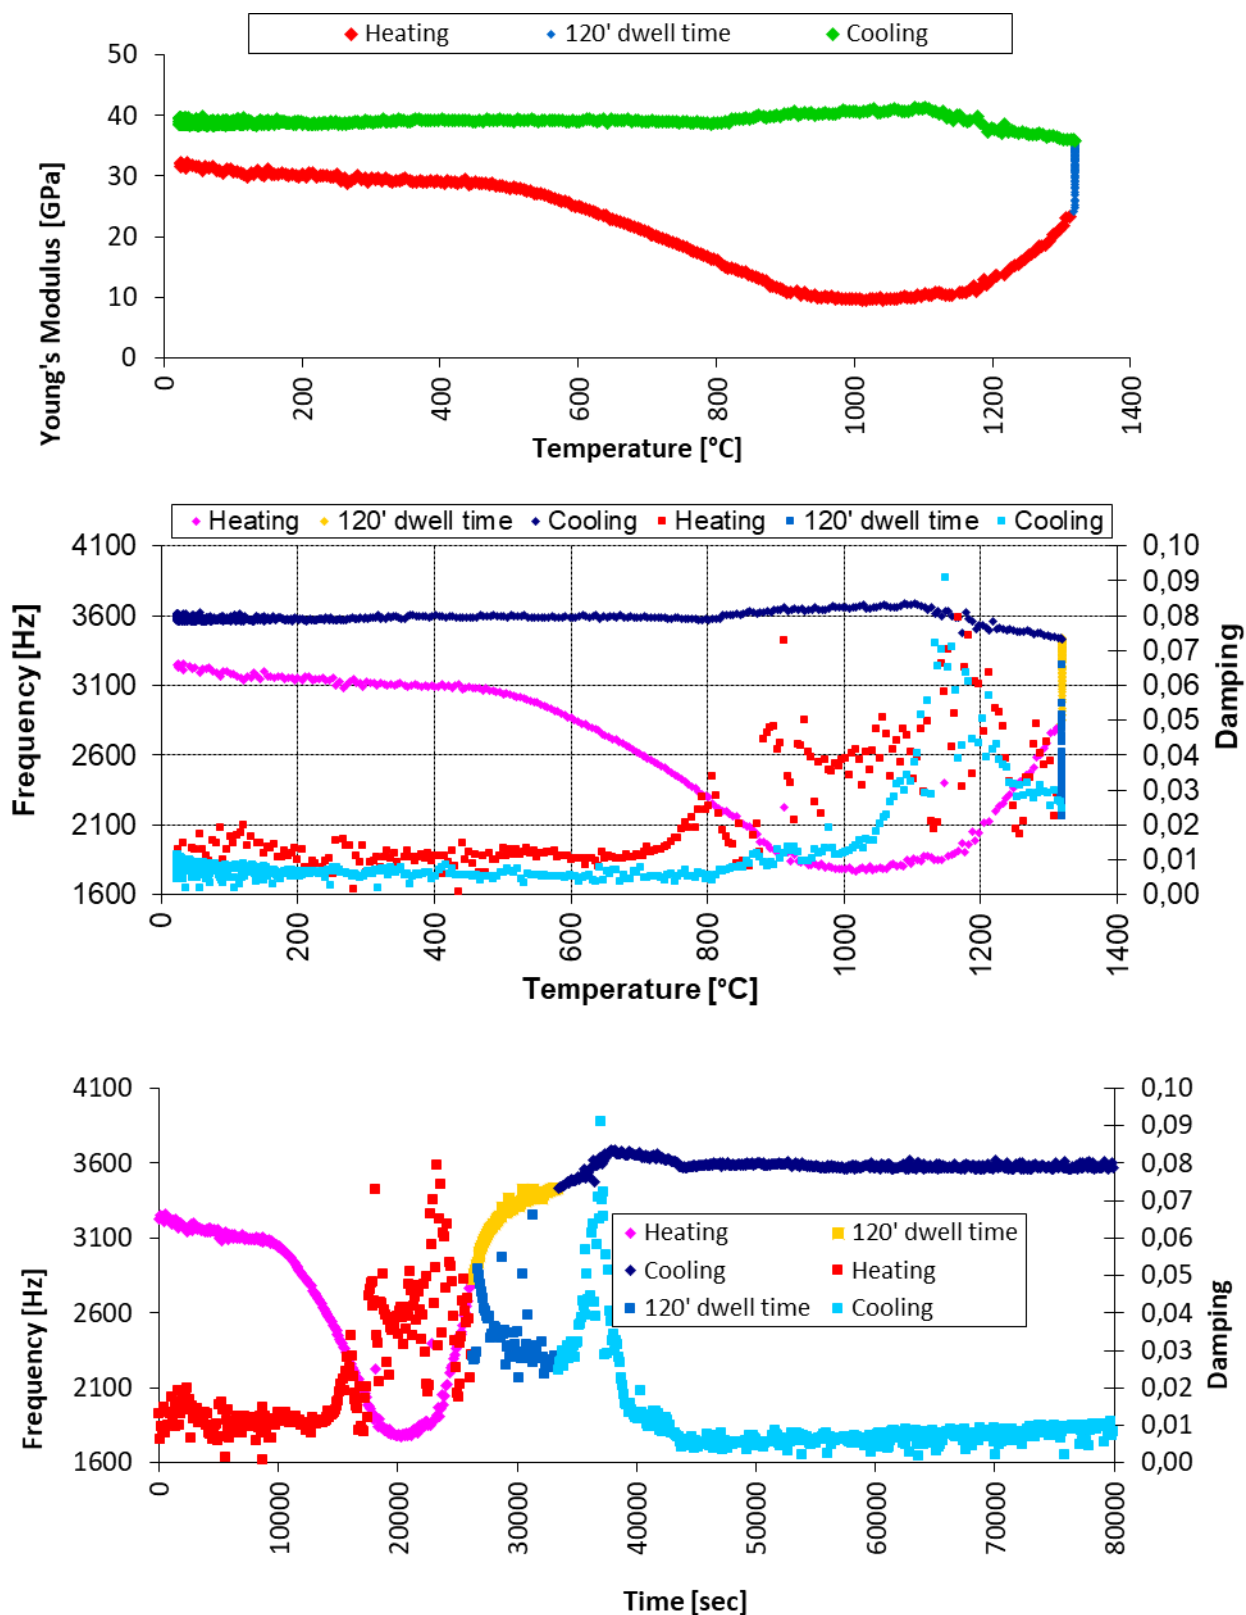 Heating 120' dwell time Cooling
50
40
30
20
10
0
Young's Modulus [GPa]
0 200 400 600 800 1000 1200 1400
Temperature [°C]
Heating 120' dwell time Cooling Heating 120' dwell time Cooling
4100 0,10
0,09
3600 0,08
0,07
3100 0,06
0,05
2600 0,04
0,03
2100 0,02
0,01
1600 0,00
Frequency [Hz]
Damping
0 200 400 600 800 1000 1200 1400
Temperature [°C]
4100 0,10
0,09
3600 0,08
0,07
3100 0,06
0,05
2600 0,04
0,03
2100 0,02
0,01
1600 0,00
Frequency [Hz]
Damping
Heating 120' dwell time
Cooling Heating
120' dwell time Cooling
0 10000 20000 30000 40000 50000 60000 70000 80000
Time [sec]